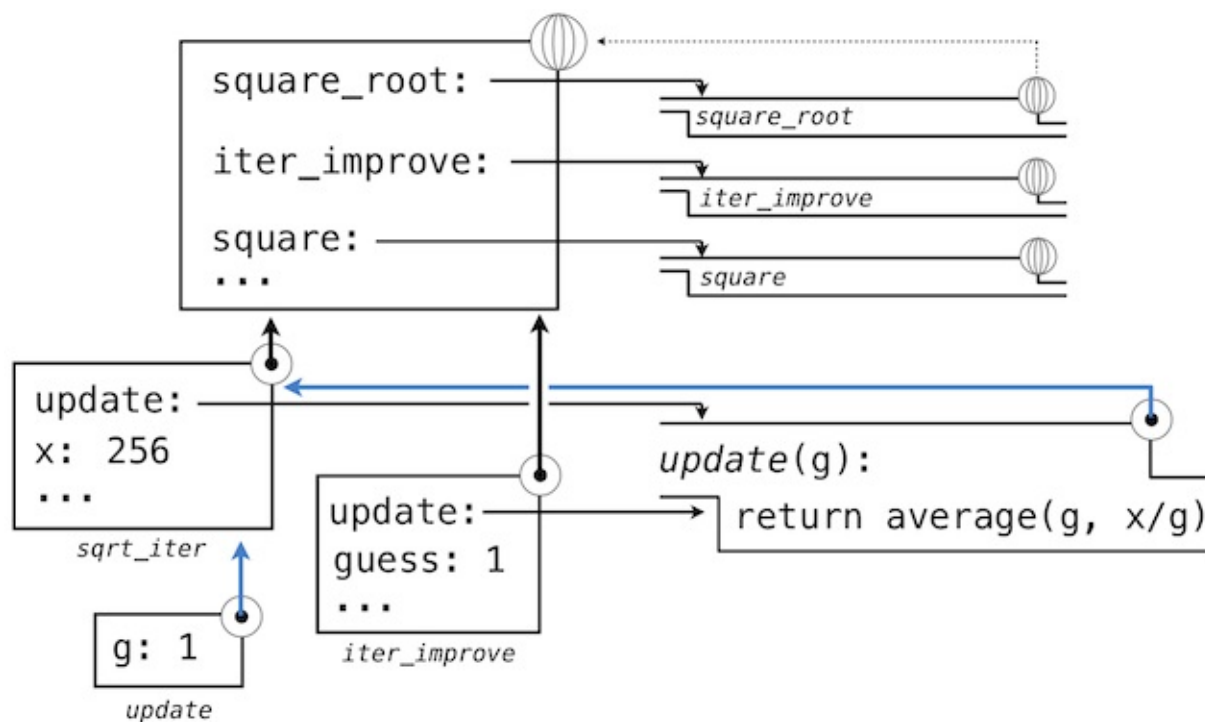 square_root:
square_root
iter_improve:
iter_improve
square:
square
...
update:
x: 256
...
sqrt_iter
update(g):
return average(g, x/g)
update:
guess: 1
...
iter_improve
g: 1
update